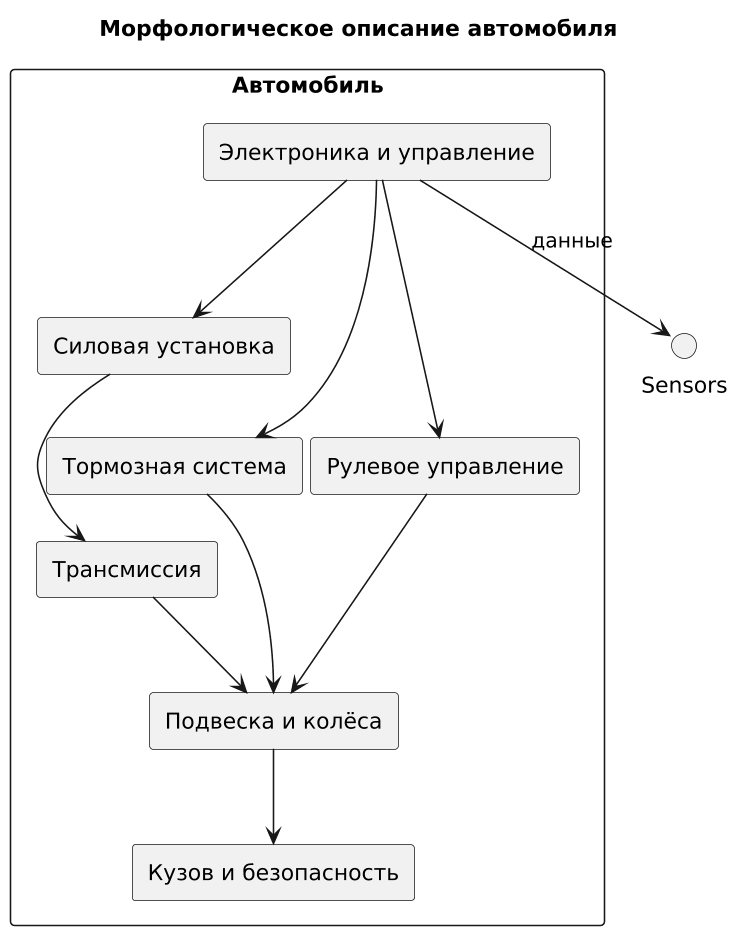 Морфологическое описание автомобиля
Автомобиль
Электроника и управление
данные
Силовая установка
Sensors
Тормозная система
Рулевое управление
Трансмиссия
Подвеска и колёса
Кузов и безопасность